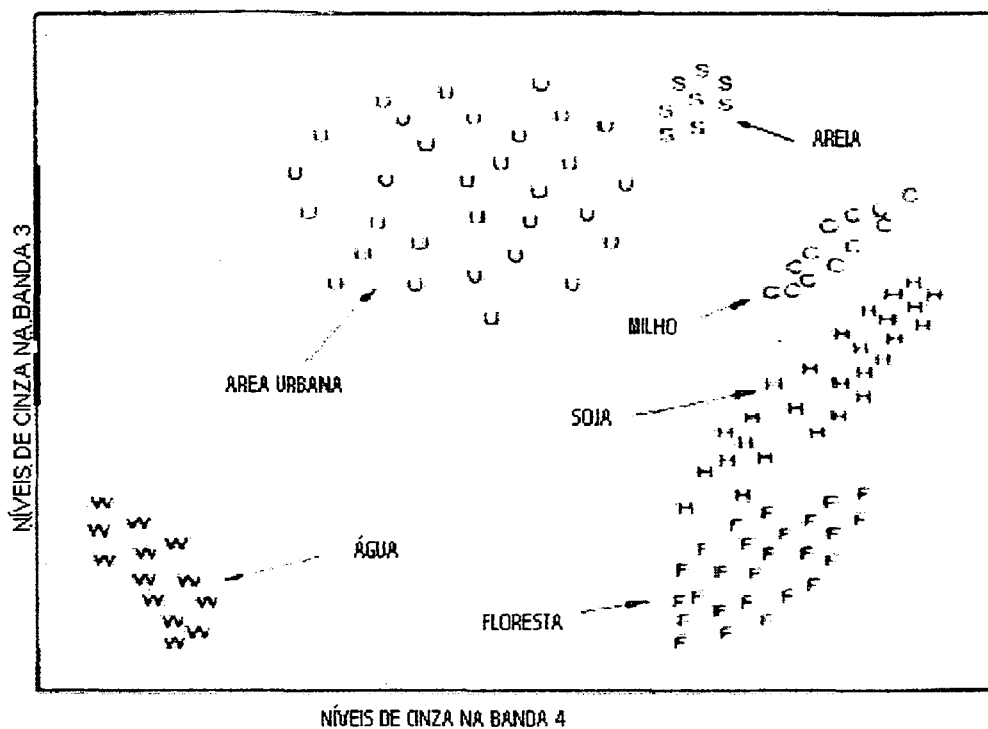 AREIA
MILHO
AREA URBANA
SOJA
ÁGUA
FLORESTA
NÍVEIS DE CINZA NA BANDA 3
NÍVEIS DE CINZA NA BANDA 4